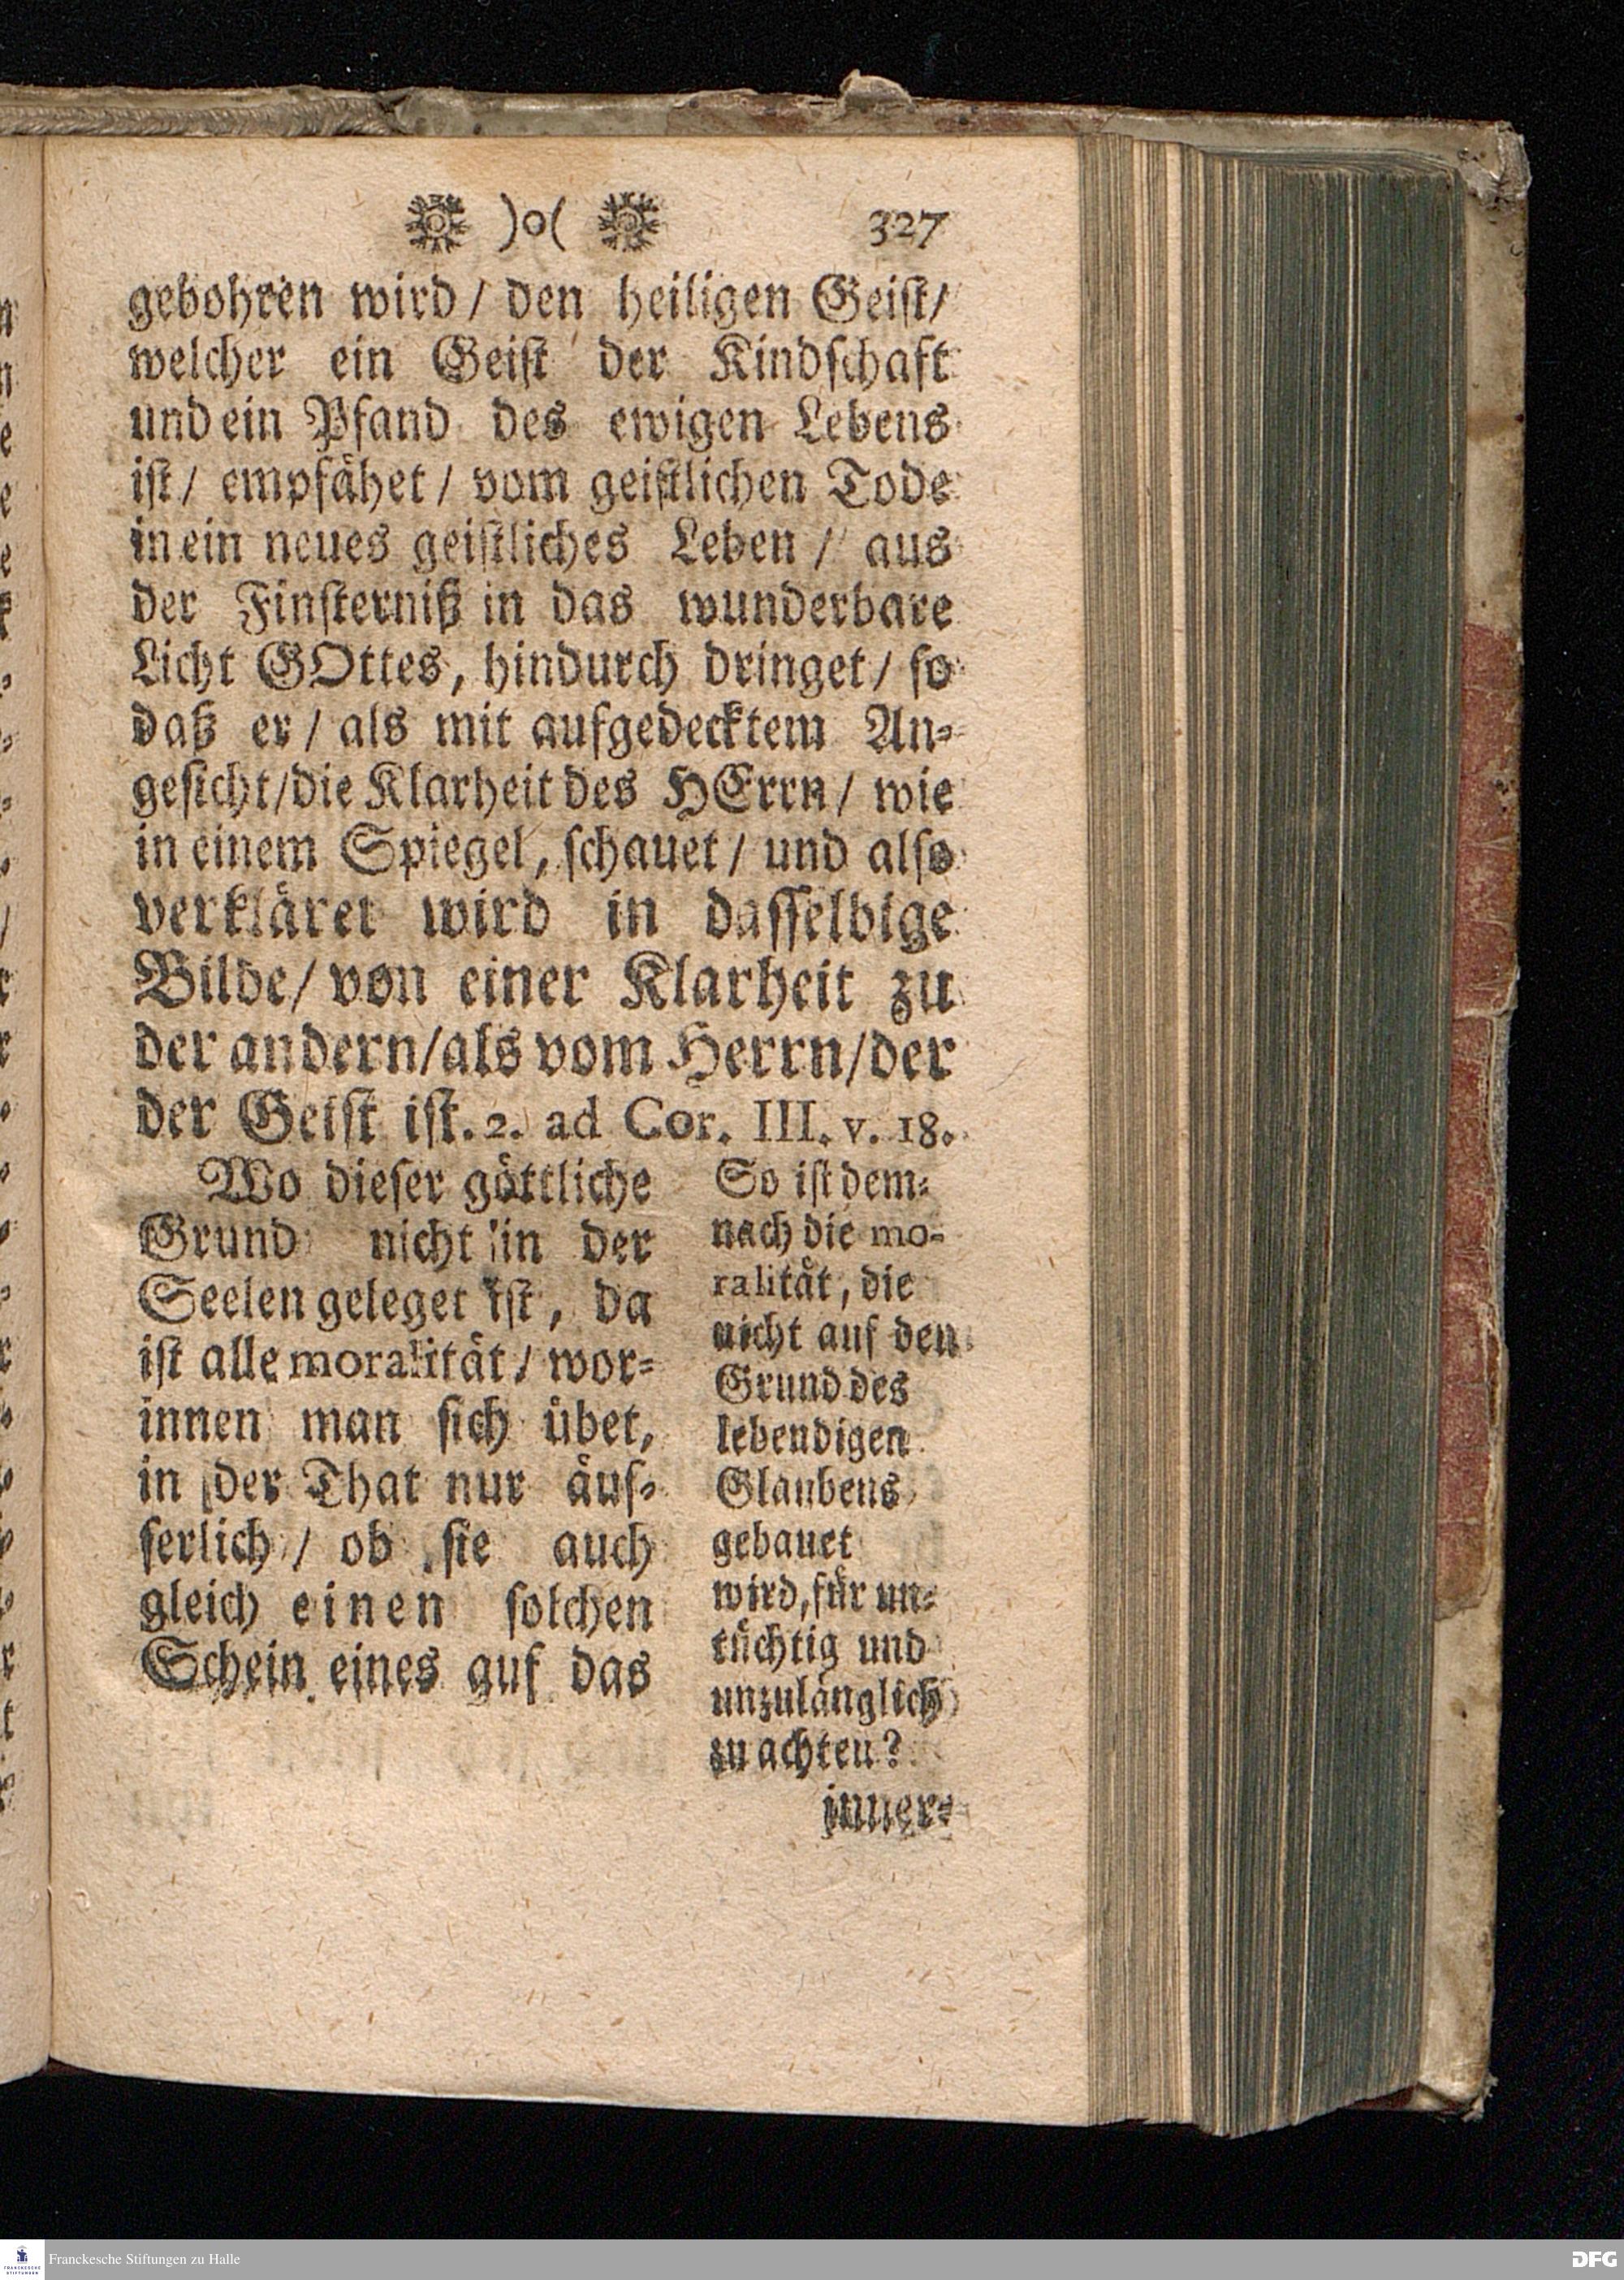 )o( 327
gebohren wird / den heiligen Geist /
welcher ein Geist der Kindschaft
und ein Pfand des ewigen Lebens
ist / empfähet / vom geistlichen Tode
in ein neues geistliches Leben / aus
der Finsterniß in das wunderbare
Licht GOttes, hindurch dringet / so
daß er / als mit aufgedecktem An-
gesicht / die Klarheit des HErrn / wie
in einem Spiegel, schauet / und also
verkläret wird in dasselbige
Bilde / von einer Klarheit zu
der andern / als vom Herrn / der
der Geist ist. 2. ad Cor. III. v. 18.
Wo dieser göttliche
Grund nicht in der
Seelen geleget ist, da
ist alle moralität / wor-
innen man sich übet,
in der That nur äus-
serlich / ob sie auch
gleich einen solchen
Schein eines auf das
So ist dem-
nach die mo-
ralität, die
nicht auf den
Grund des
lebendigen
Glaubens
gebauet
wird, für un-
tüchtig und
unzulänglich
zu achten?
inner-
Franckesche Stiftungen zu Halle
FRANCKESCHE
STIFTUNGEN
DFG